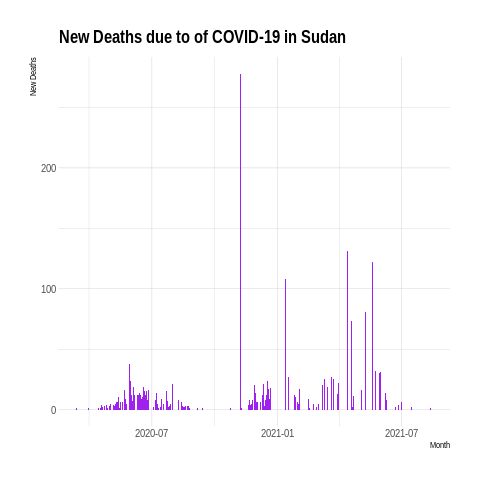 New Deaths due to of COVID-19 in Sudan
New Deaths
200
100
0
2020-07
2021-01
2021-07
Month